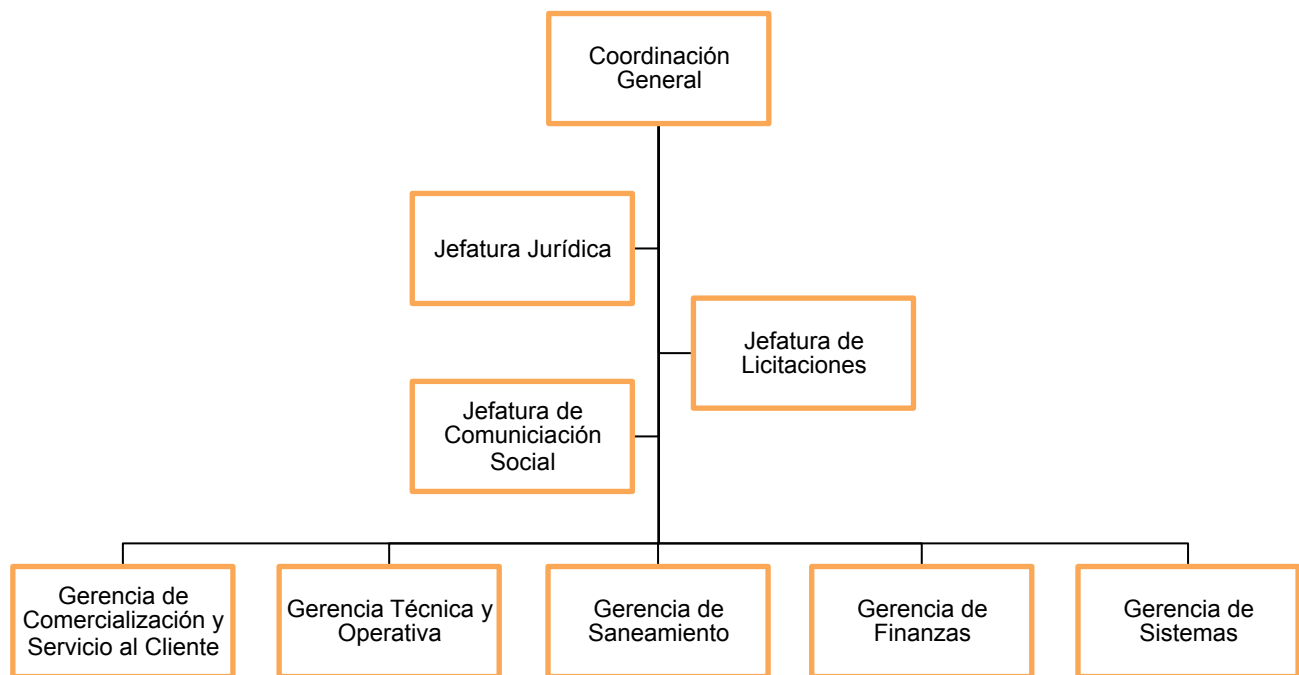 Coordinación
General
Jefatura Jurídica
Jefatura de
Licitaciones
Jefatura de
Comuniciación
Social
Gerencia de
Comercialización y
Servicio al Cliente
Gerencia Técnica y
Operativa
Gerencia de
Saneamiento
Gerencia de
Finanzas
Gerencia de
Sistemas